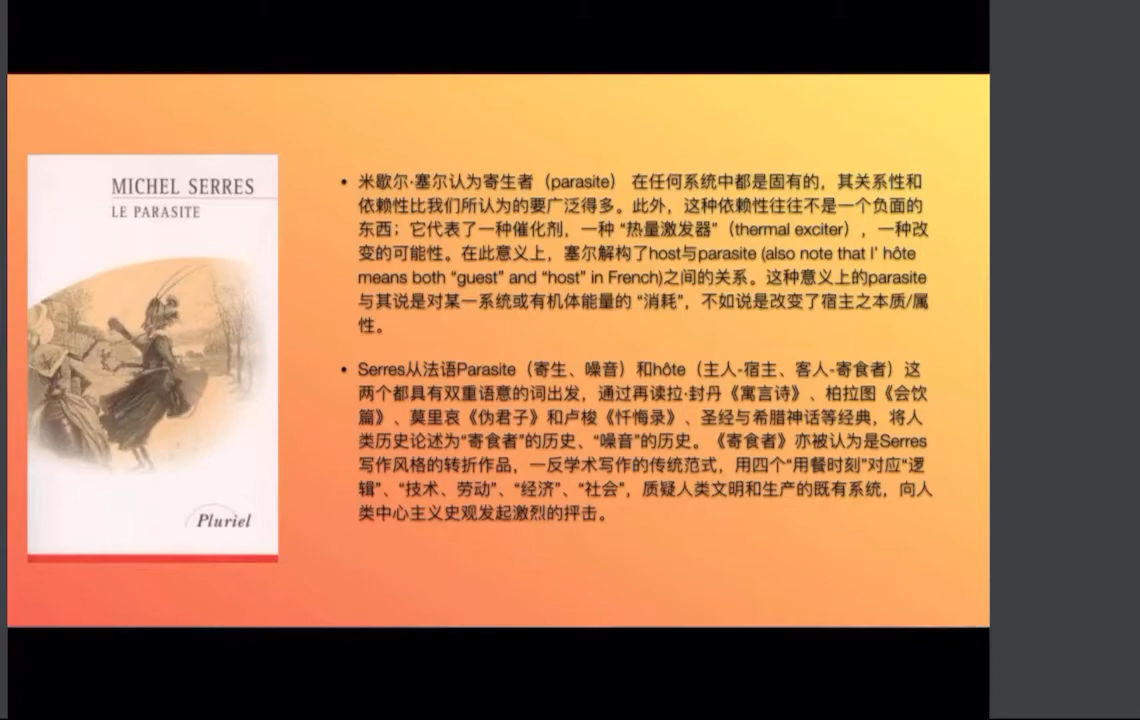 MICHEL SERRES
LE PARASITE
Pluriel
• 米歇尔·塞尔认为寄生者（parasite） 在任何系统中都是固有的，其关系性和
依赖性比我们所认为的要广泛得多。此外，这种依赖性往往不是一个负面的
东西；它代表了一种催化剂，一种 “热量激发器”（thermal exciter），一种改
变的可能性。在此意义上，塞尔解构了host与parasite (also note that l’ hôte
means both “guest” and “host” in French)之间的关系。这种意义上的parasite
与其说是对某一系统或有机体能量的 “消耗”，不如说是改变了宿主之本质/属
性。
• Serres从法语Parasite（寄生、噪音）和hôte（主人-宿主、客人-寄食者）这
两个都具有双重语意的词出发，通过再读拉·封丹《寓言诗》、柏拉图《会饮
篇》、莫里哀《伪君子》和卢梭《忏悔录》、圣经与希腊神话等经典，将人
类历史论述为“寄食者”的历史、“噪音”的历史。《寄食者》亦被认为是Serres
写作风格的转折作品，一反学术写作的传统范式，用四个“用餐时刻”对应“逻
辑”、“技术、劳动”、“经济”、“社会”，质疑人类文明和生产的既有系统，向人
类中心主义史观发起激烈的抨击。